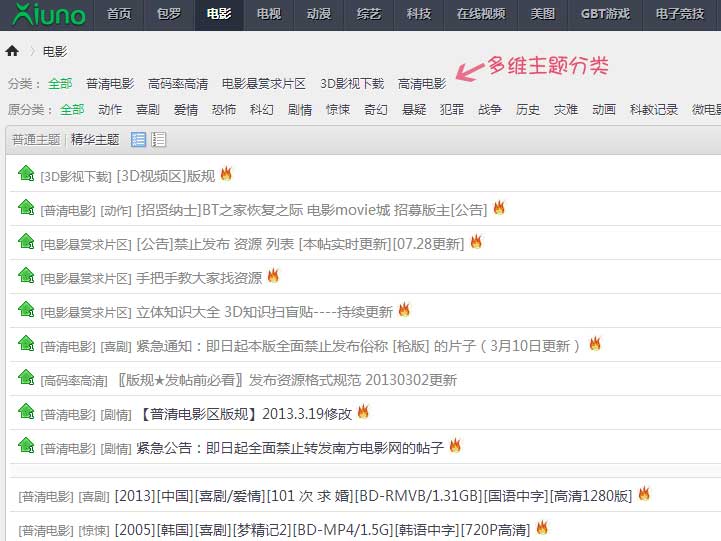 Xiuno 首页 包罗 电影 电视 动漫 综艺 科技 在线视频 美图 GBT游戏 电子竞技
电影
多维主题分类
分类： 全部 普清电影 高码率高清 电影悬赏求片区 3D影视下载 高清电影
原分类： 全部 动作 喜剧 爱情 恐怖 科幻 剧情 惊悚 奇幻 悬疑 犯罪 战争 历史 灾难 动画 科教记录 微电影
普通主题 | 精华主题
[3D影视下载] [3D视频区]版规
[普清电影] [动作] [招贤纳士]BT之家恢复之际 电影movie城 招募版主[公告]
[电影悬赏求片区] [公告]禁止发布 资源 列表 [本帖实时更新][07.28更新]
[电影悬赏求片区] 手把手教大家找资源
[电影悬赏求片区] 立体知识大全 3D知识扫盲贴----持续更新
[普清电影] [喜剧] 紧急通知：即日起本版全面禁止发布俗称 [枪版] 的片子（3月10日更新）
[高码率高清] 〖版规★发帖前必看〗发布资源格式规范 20130302更新
[普清电影] [剧情] 【普清电影区版规】2013.3.19修改
[普清电影] [剧情] 紧急公告：即日起全面禁止转发南方电影网的帖子
[普清电影] [喜剧] [2013][中国][喜剧/爱情][101 次 求 婚][BD-RMVB/1.31GB][国语中字][高清1280版]
[普清电影] [惊悚] [2005][韩国][喜剧][梦精记2][BD-MP4/1.5G][韩语中字][720P高清]